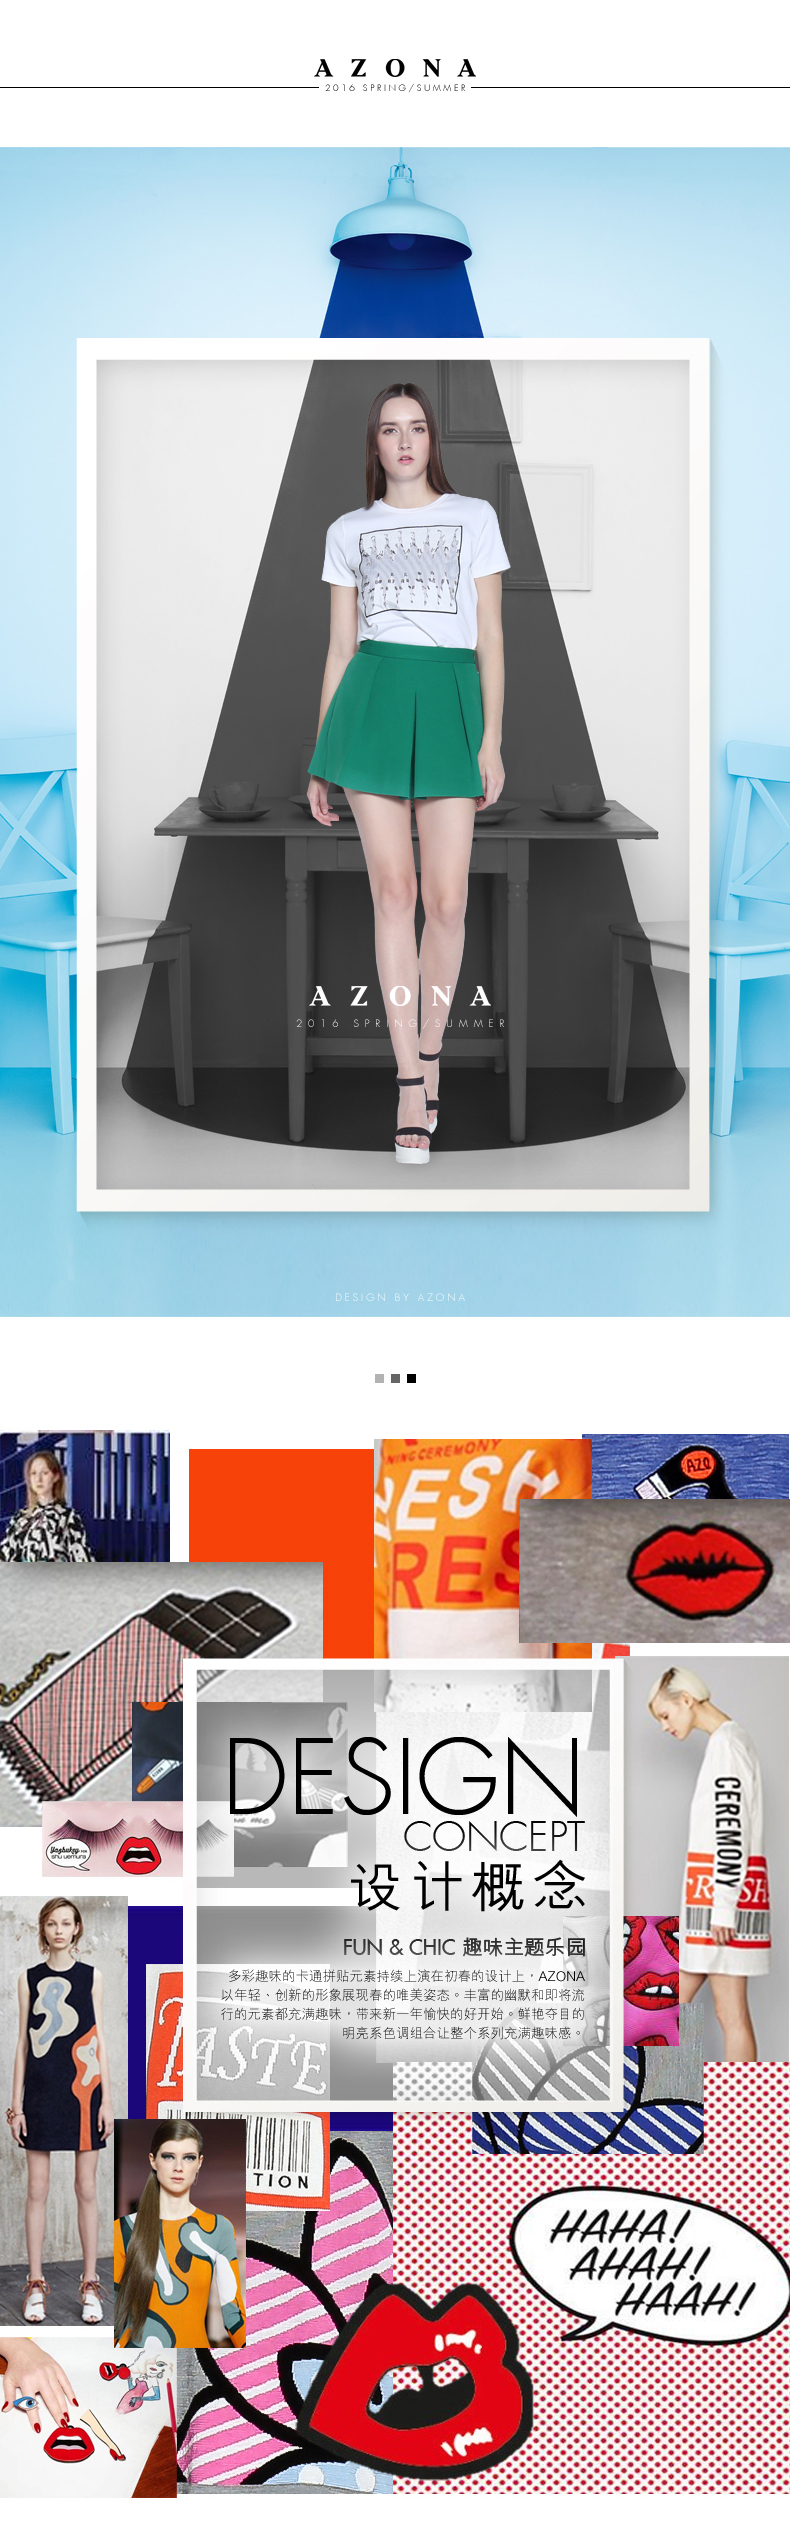 AZONA
2016 SPRING/SUMMER
AZONA
2016 SPRING/SUMMER
DESIGN BY AZONA
NING CEREMONY
RESH
RES
AZO
DESIGN
CONCEPT
设计概念
FUN & CHIC 趣味主题乐园
多彩趣味的卡通拼贴元素持续上演在初春的设计上，AZONA
以年轻、创新的形象展现春的唯美姿态。丰富的幽默和即将流
行的元素都充满趣味，带来新一年愉快的好开始。鲜艳夺目的
明亮系色调组合让整个系列充满趣味感。
shu uemura
CEREMONY
TASTE
TION
HAHA!
AHAH!
HAAH!